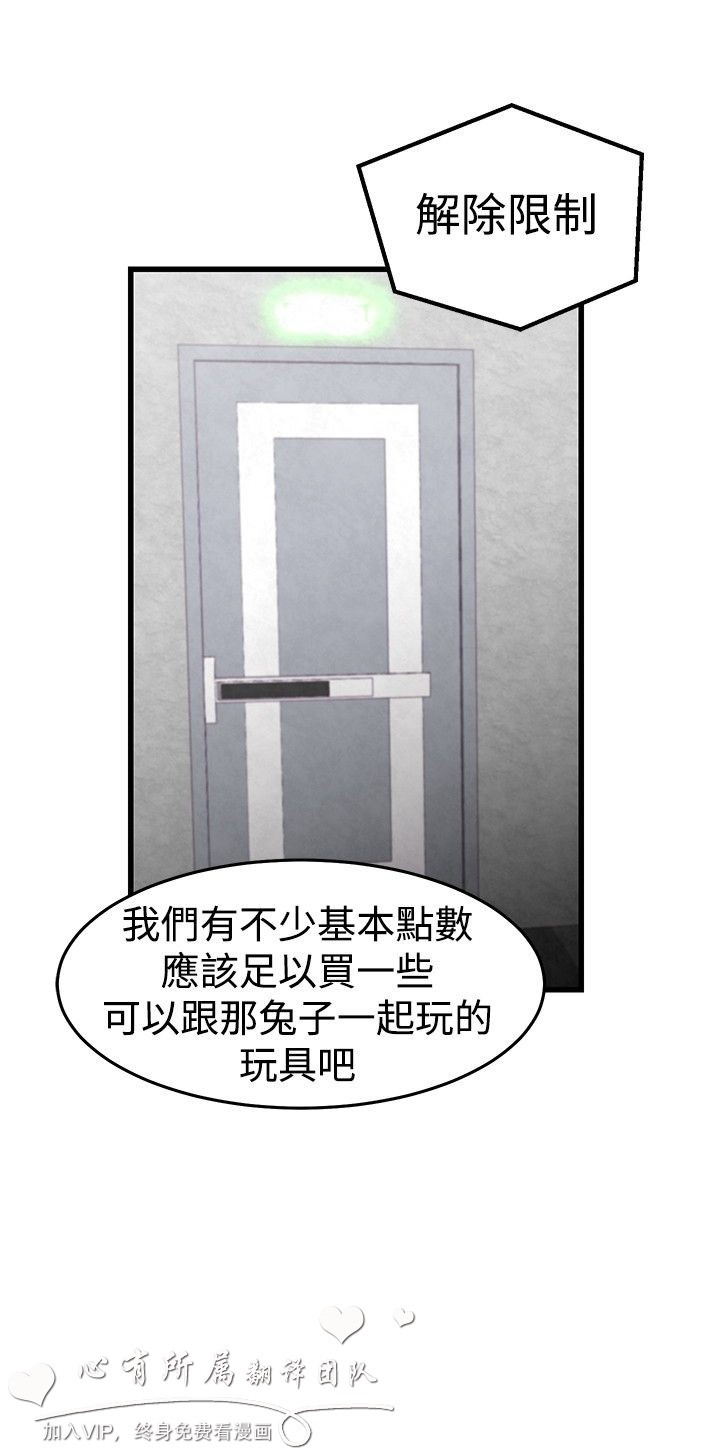 解除限制
我們有不少基本點數
應該足以買一些
可以跟那兔子一起玩的
玩具吧
心有所属翻译团队
加入VIP，终身免费看漫画